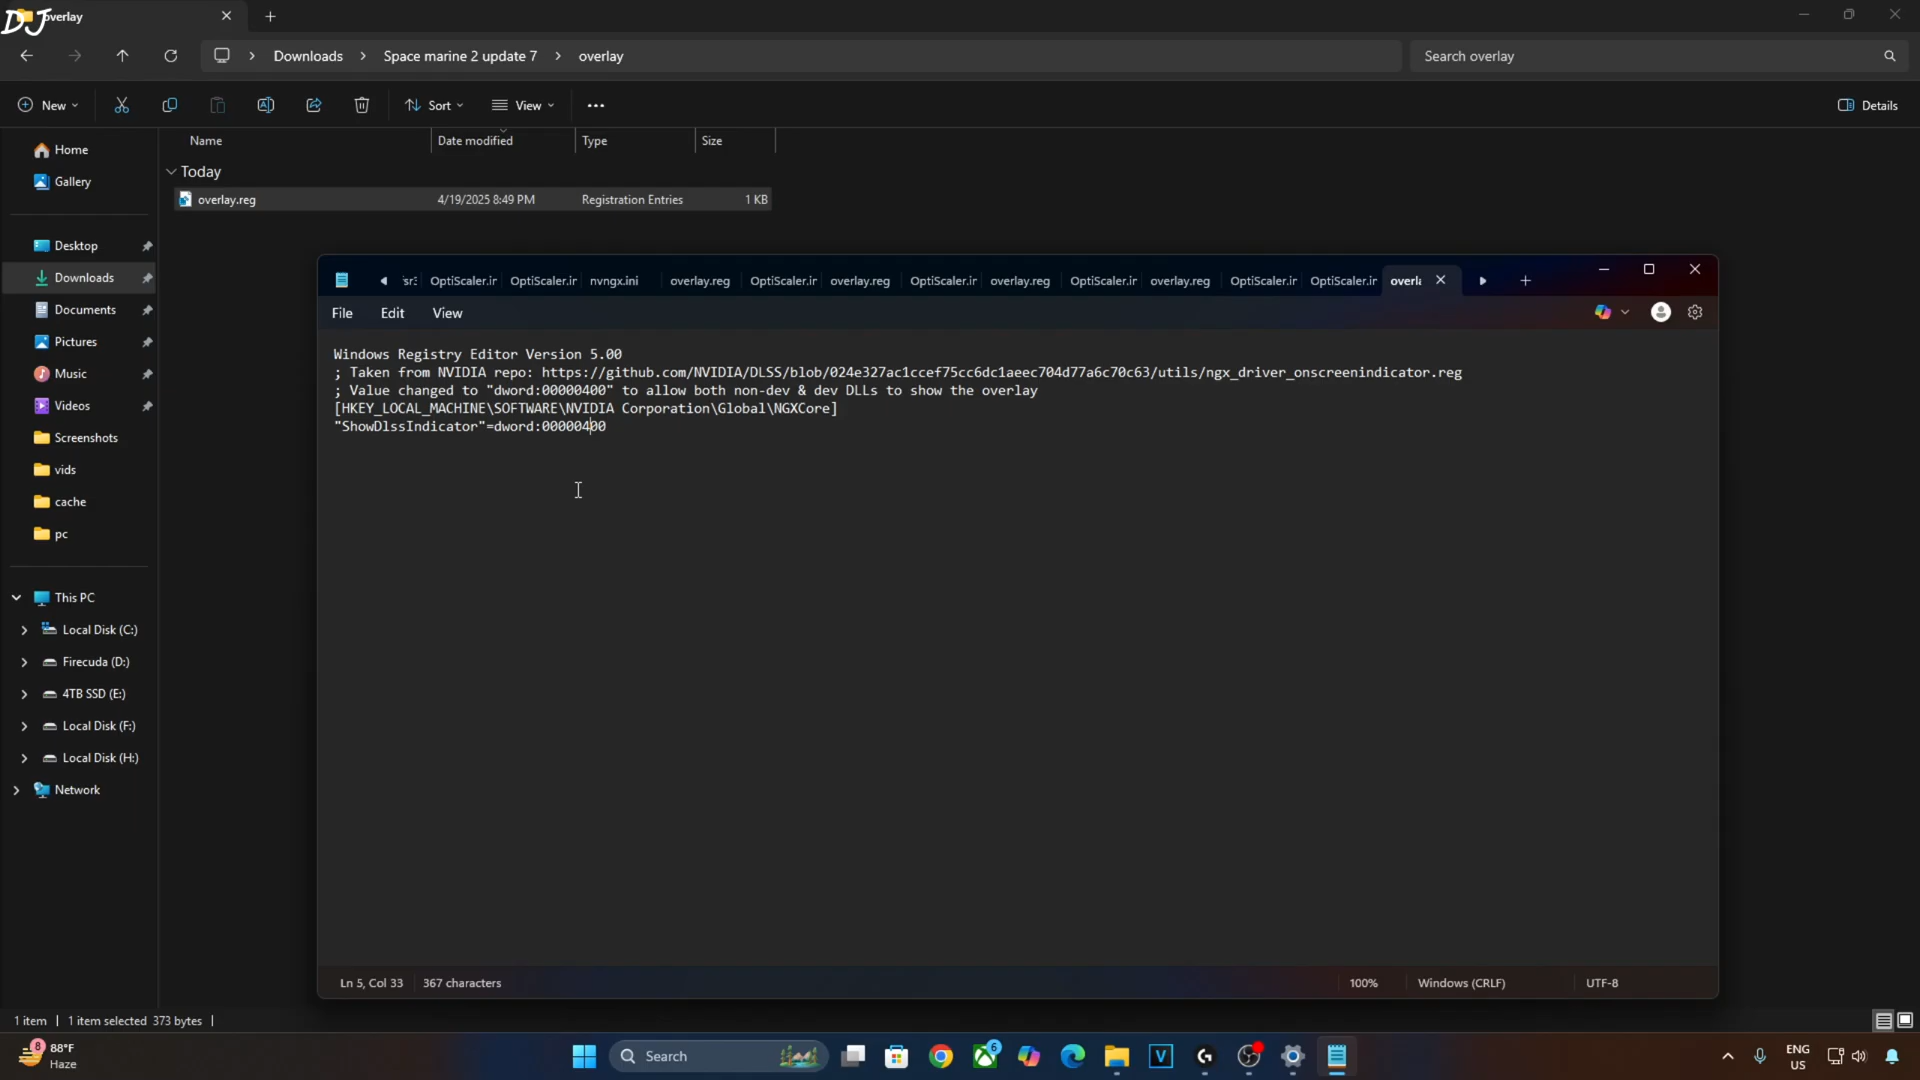 DJ
overlay
Downloads
Space marine 2 update 7
overlay
Search overlay
New
Sort
View
Details
Name
Date modified
Type
Size
Today
overlay.reg
4/19/2025 8:49 PM
Registration Entries
1 KB
Home
Gallery
Desktop
Downloads
Documents
Pictures
Music
Videos
Screenshots
vids
cache
pc
This PC
Local Disk (C:)
Firecuda (D:)
4TB SSD (E:)
Local Disk (F:)
Local Disk (H:)
Network
OptiScaler.ir
OptiScaler.ir
nvngx.ini
overlay.reg
OptiScaler.ir
overlay.reg
OptiScaler.ir
overlay.reg
OptiScaler.ir
overlay.reg
OptiScaler.ir
OptiScaler.ir
overla
File
Edit
View
Windows Registry Editor Version 5.00
; Taken from NVIDIA repo: https://github.com/NVIDIA/DLSS/blob/024e327ac1ccef75cc6dc1aeec704d77a6c70c63/utils/ngx_driver_onscreenindicator.reg
; Value changed to "dword:00000400" to allow both non-dev & dev DLLs to show the overlay
[HKEY_LOCAL_MACHINE\SOFTWARE\NVIDIA Corporation\Global\NGXCore]
"ShowDlssIndicator"=dword:00000400
Ln 5, Col 33
367 characters
100%
Windows (CRLF)
UTF-8
1 item
1 item selected 373 bytes
8
88°F
Haze
Search
6
V
ENG
US